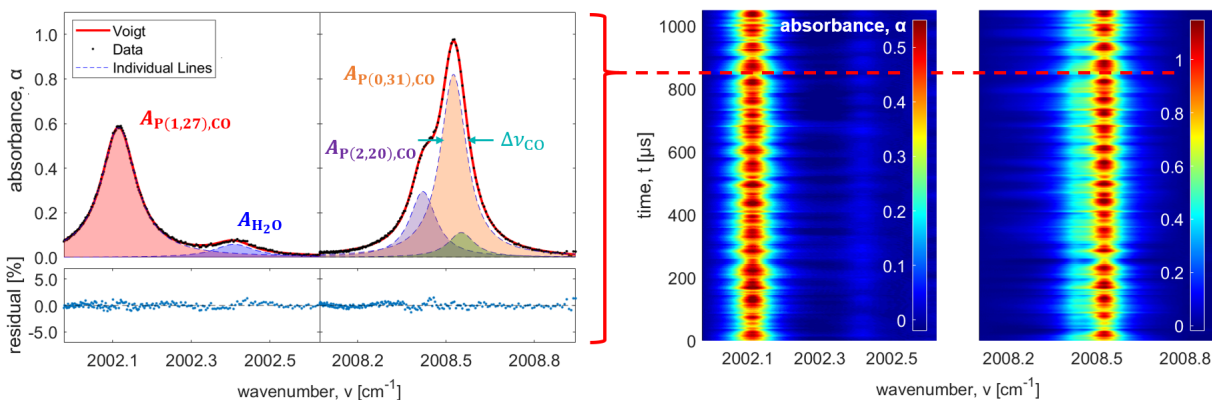 Voigt
Data
Individual Lines
absorbance, α
1.0
0.8
0.6
0.4
0.2
0.0
A_P(1,27),CO
A_H₂O
A_P(0,31),CO
A_P(2,20),CO
Δν_CO
residual [%]
5.0
0.0
-5.0
2002.1 2002.3 2002.5 2008.2 2008.5 2008.8
wavenumber, ν [cm⁻¹]
time, t [µs]
1000
800
600
400
200
0
absorbance, α
0.5
0.4
0.3
0.2
0.1
0
1
0.8
0.6
0.4
0.2
0
2002.1 2002.3 2002.5 2008.2 2008.5 2008.8
wavenumber, ν [cm⁻¹]